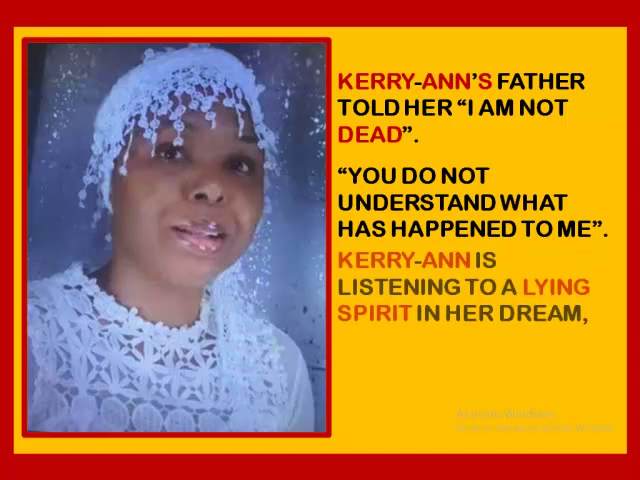 KERRY-ANN’S FATHER
TOLD HER “I AM NOT
DEAD”.
“YOU DO NOT
UNDERSTAND WHAT
HAS HAPPENED TO ME”.
KERRY-ANN IS
LISTENING TO A LYING
SPIRIT IN HER DREAM,